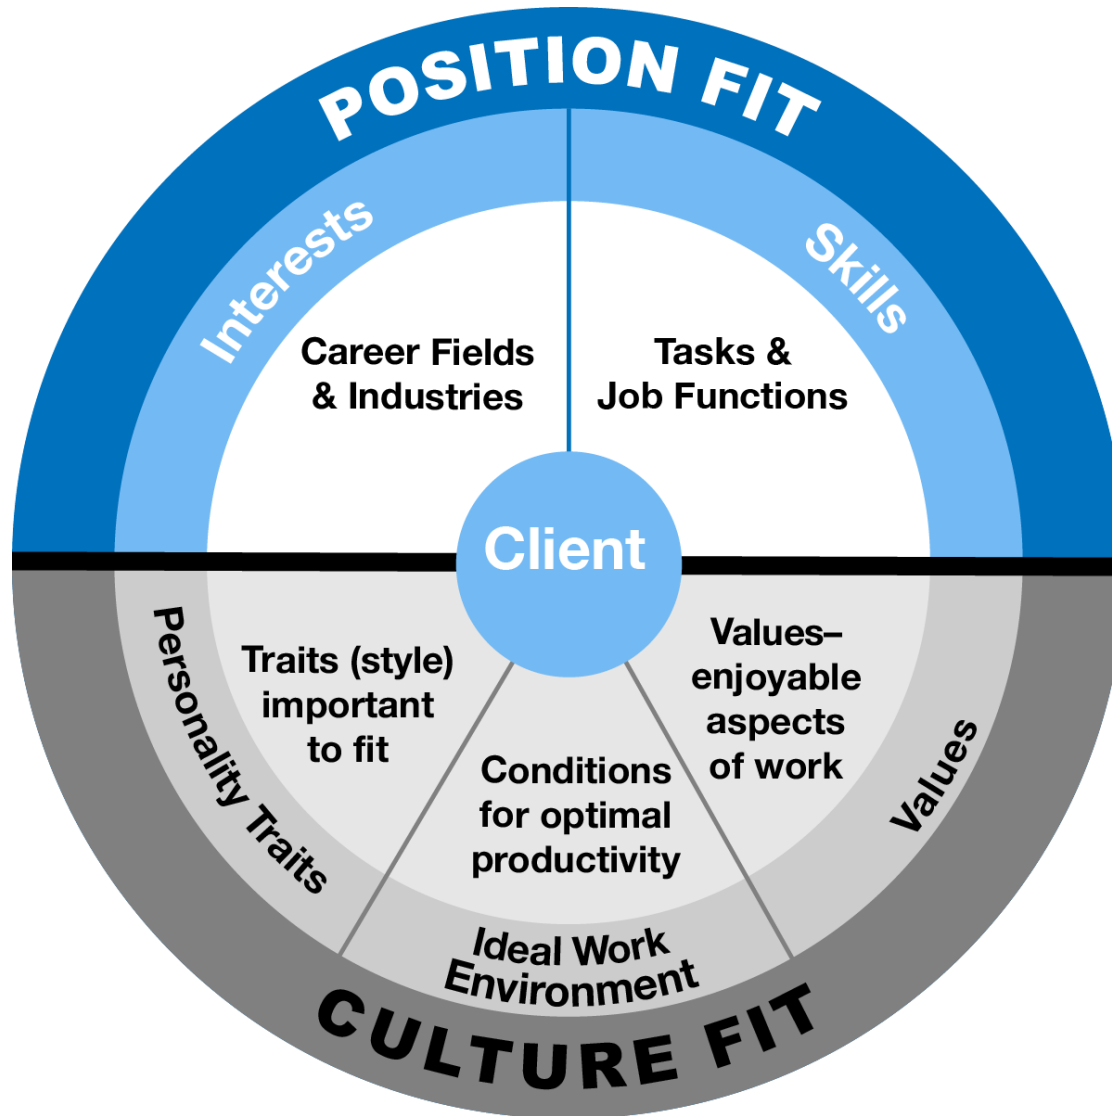 POSITION FIT
Interests
Skills
Career Fields
& Industries
Tasks &
Job Functions
Client
Personality Traits
Traits (style)
important
to fit
Conditions
for optimal
productivity
Values–
enjoyable
aspects
of work
Values
Ideal Work
Environment
CULTURE FIT